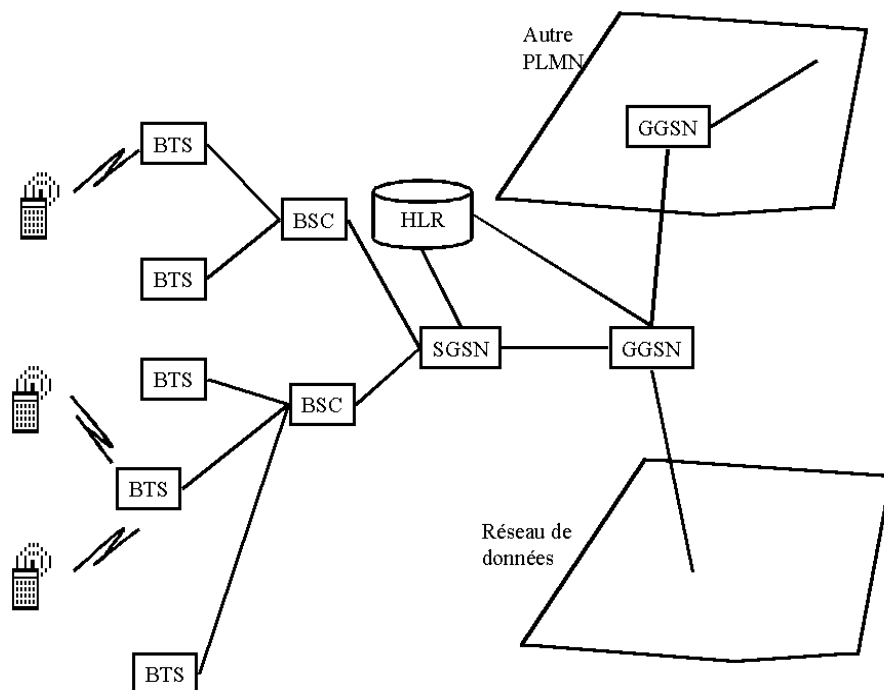 Autre
PLMN
BTS
GGSN
HLR
BSC
BTS
SGSN
GGSN
BTS
BSC
BTS
Réseau de
données
BTS